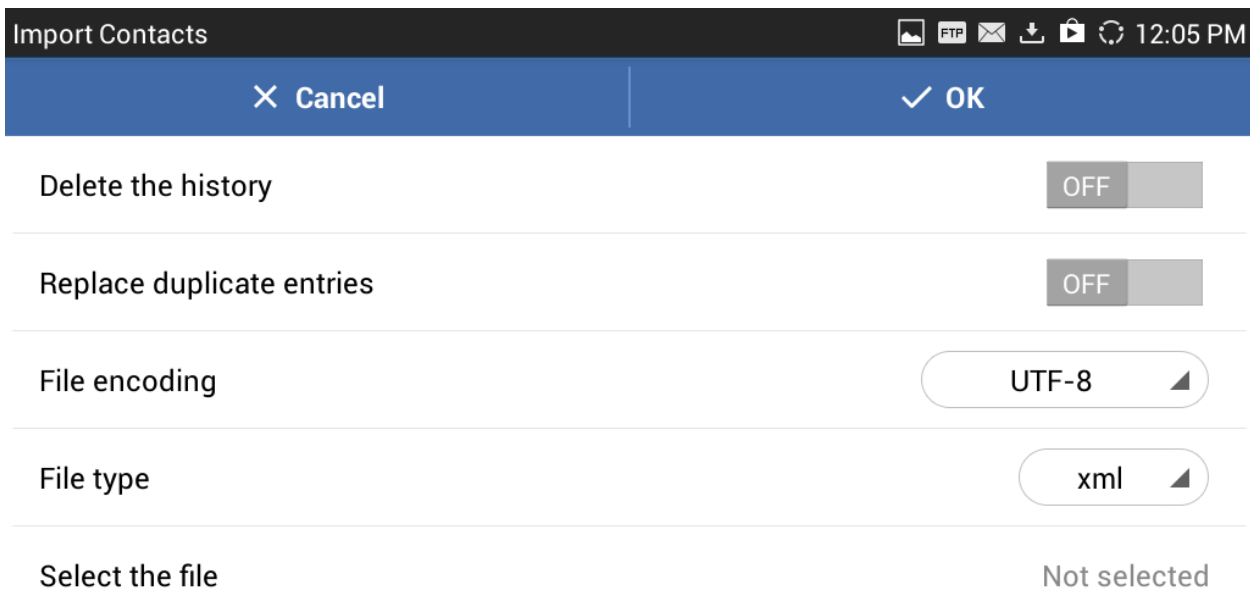 Import Contacts FTP 12:05 PM
Cancel OK
Delete the history OFF
Replace duplicate entries OFF
File encoding UTF-8
File type xml
Select the file Not selected